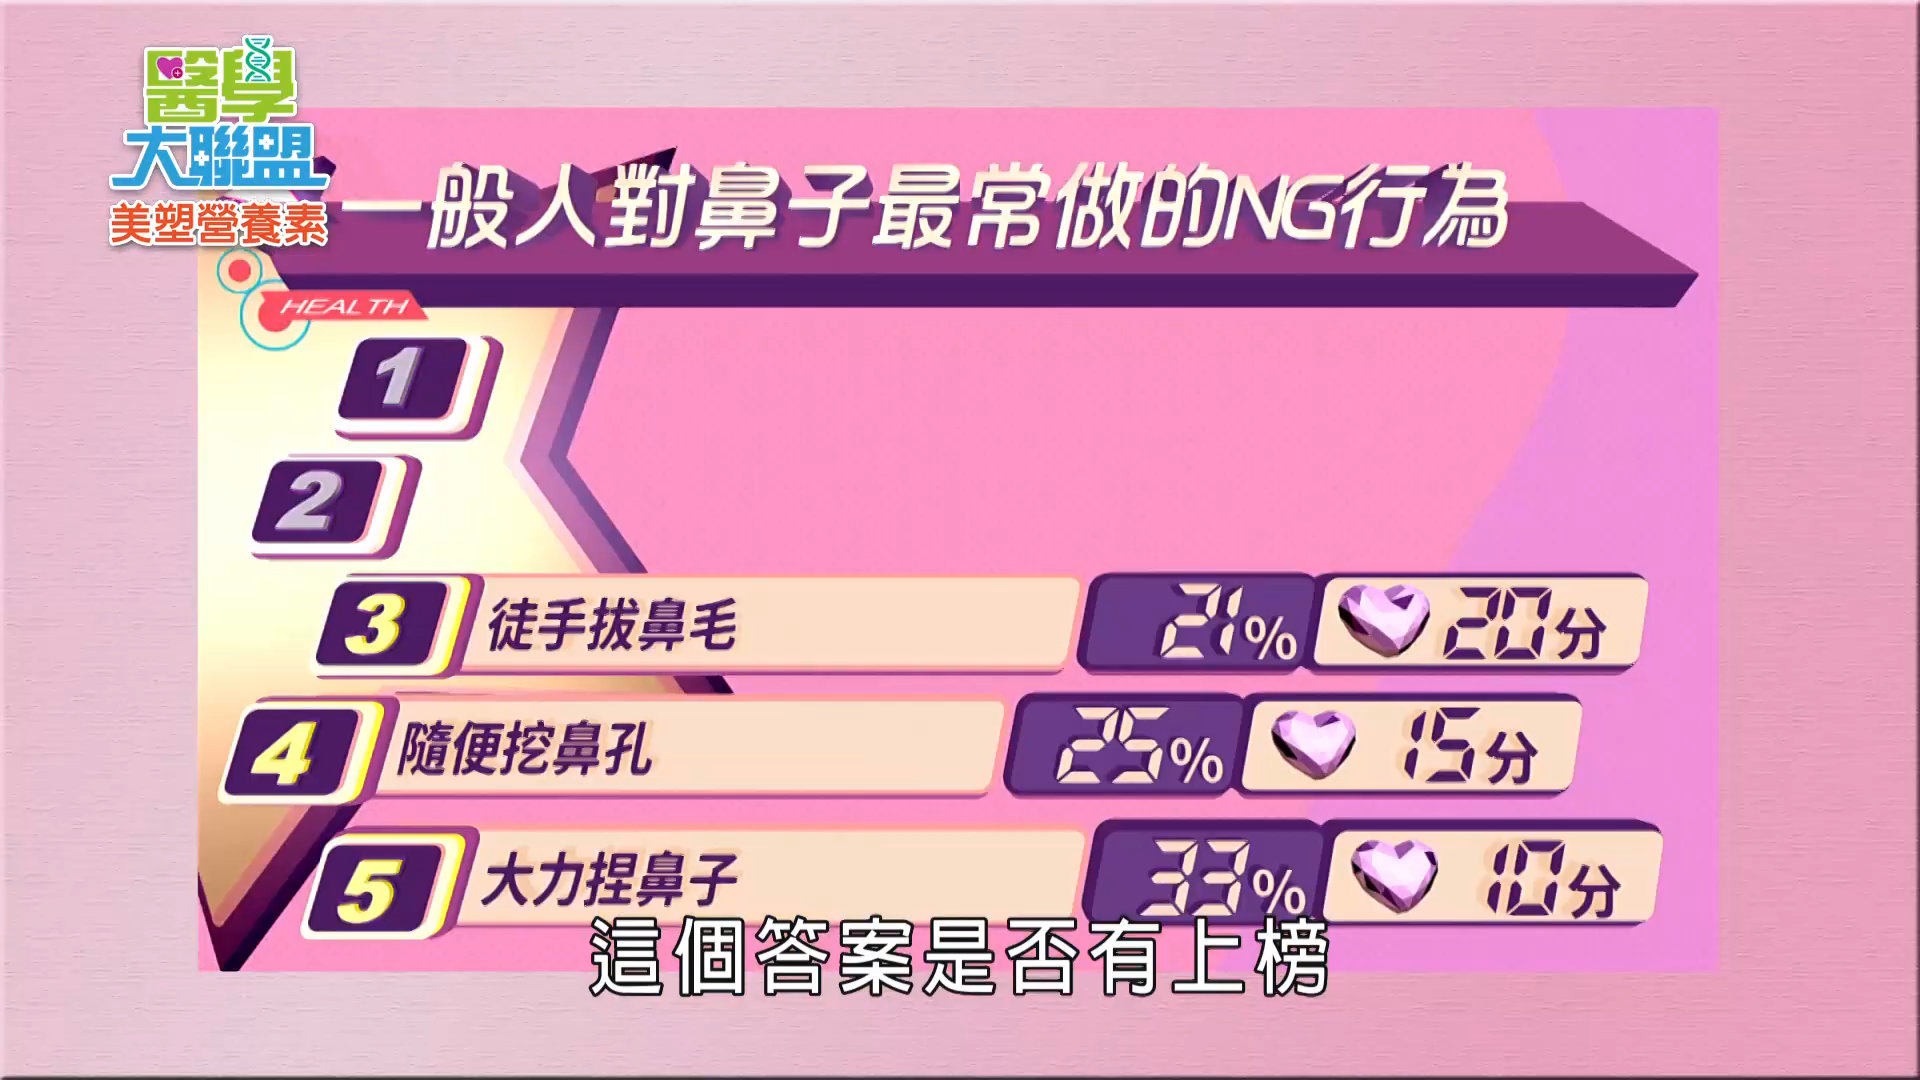 醫學
大聯盟
美塑營養素
一般人對鼻子最常做的NG行為
HEALTH
1
2
3 徒手拔鼻毛 21% 20分
4 隨便挖鼻孔 25% 15分
5 大力捏鼻子 33% 10分
這個答案是否有上榜